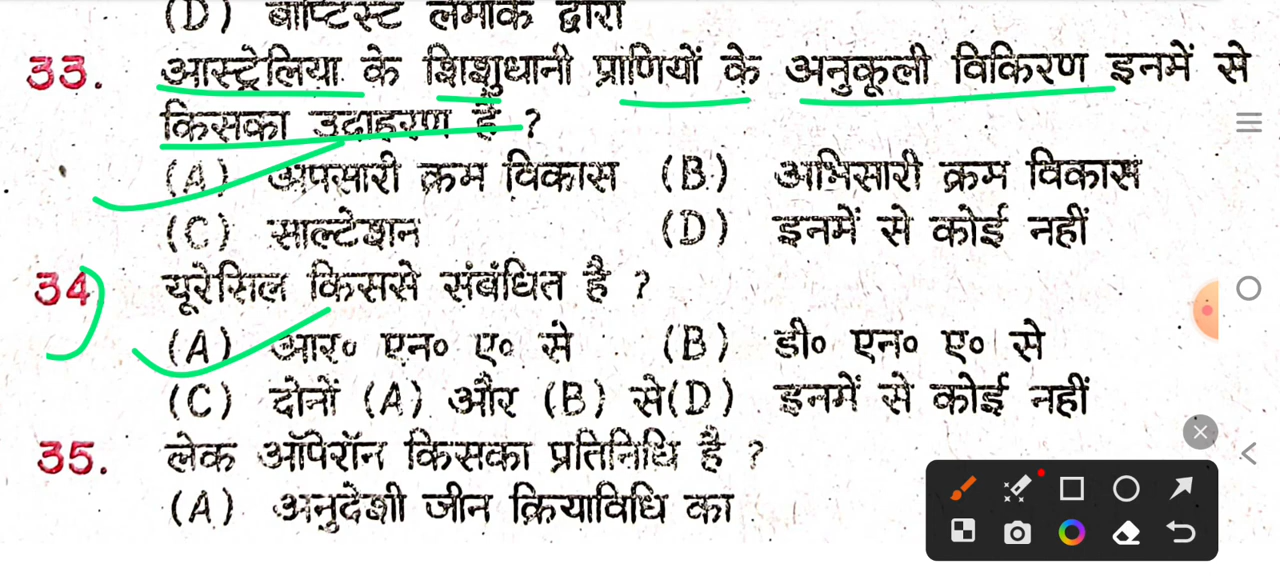 (D) बाप्टिस्ट लमार्क द्वारा
33. आस्ट्रेलिया के शिशुधानी प्राणियों के अनुकूली विकिरण इनमें से
किसका उदाहरण है ?
(A) अपसारी क्रम विकास (B) अभिसारी क्रम विकास
(C) साल्टेशन (D) इनमें से कोई नहीं
34 यूरेसिल किससे संबंधित है ?
(A) आर० एन० ए० से (B) डी० एन० ए० से
(C) दोनों (A) और (B) से (D) इनमें से कोई नहीं
35. लेक ऑपेरॉन किसका प्रतिनिधि है ?
(A) अनुदेशी जीन क्रियाविधि का